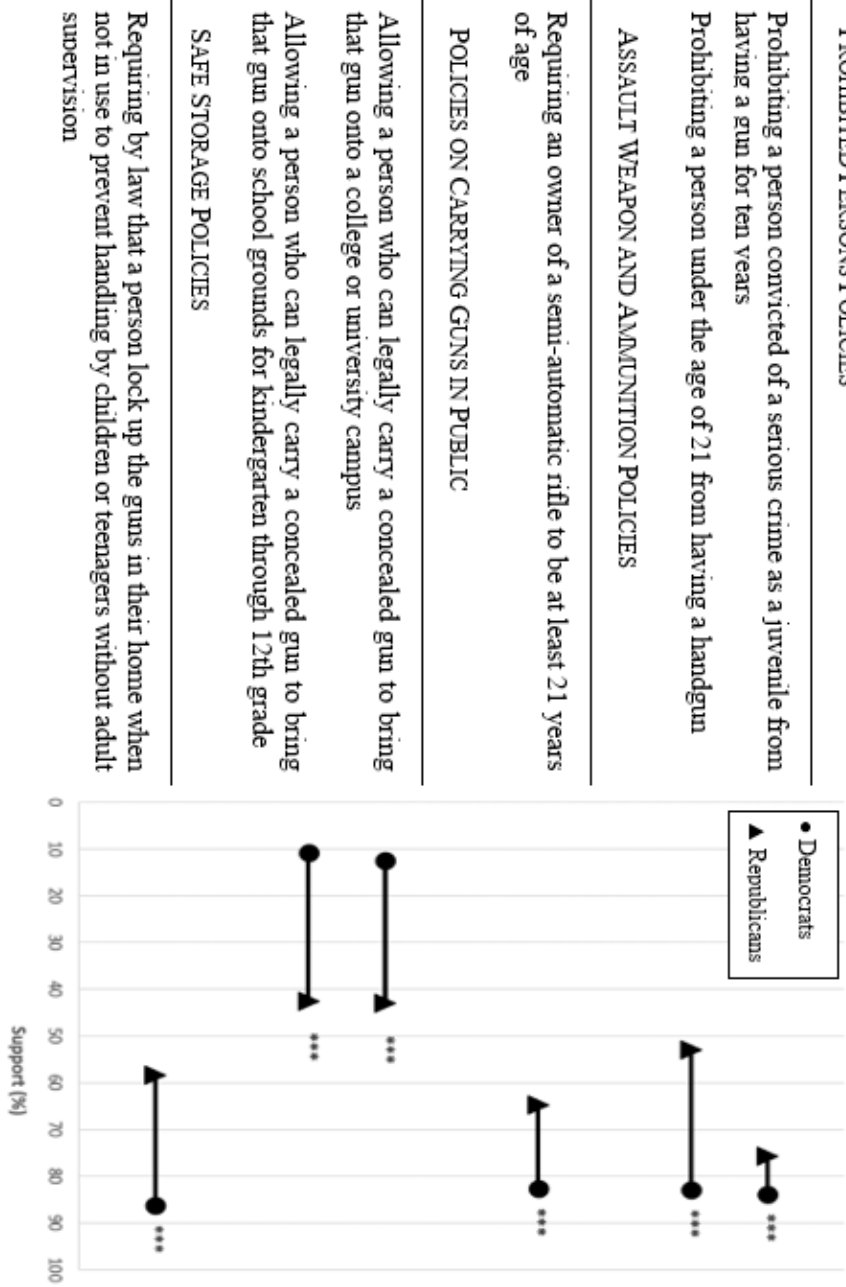 PROHIBITED PERSONS POLICIES
Prohibiting a person convicted of a serious crime as a juvenile from
having a gun for ten years
Prohibiting a person under the age of 21 from having a handgun
ASSAULT WEAPON AND AMMUNITION POLICIES
Requiring an owner of a semi-automatic rifle to be at least 21 years
of age
POLICIES ON CARRYING GUNS IN PUBLIC
Allowing a person who can legally carry a concealed gun to bring
that gun onto a college or university campus
Allowing a person who can legally carry a concealed gun to bring
that gun onto school grounds for kindergarten through 12th grade
SAFE STORAGE POLICIES
Requiring by law that a person lock up the guns in their home when
not in use to prevent handling by children or teenagers without adult
supervision
Democrats
Republicans
***
***
***
***
***
***
0 10 20 30 40 50 60 70 80 90 100
Support (%)